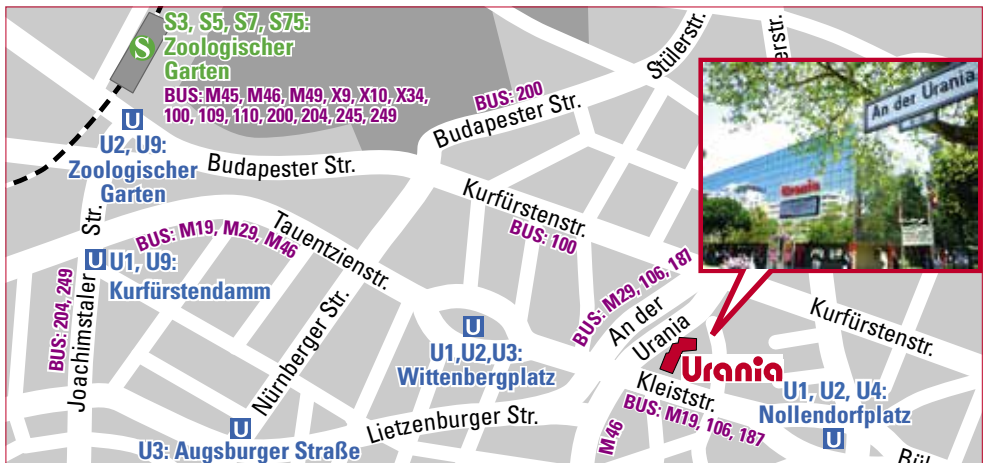 S
S3, S5, S7, S75:
Zoologischer
Garten
BUS: M45, M46, M49, X9, X10, X34,
100, 109, 110, 200, 204, 245, 249
U
U2, U9:
Zoologischer
Garten
Budapester Str.
BUS: 200
Budapester Str.
Stülerstr.
erstr.
An der Urania
Urania
Kurfürstenstr.
BUS: 100
Tauentzienstr.
BUS: M19, M29, M46
U
U1, U9:
Kurfürstendamm
BUS: 204, 249
Joachimstaler Str.
Nürnberger Str.
U
U1,U2,U3:
Wittenbergplatz
BUS: M29, 106, 187
An der
Urania
Urania
Kurfürstenstr.
Kleiststr.
BUS: M19, 106, 187
U1, U2, U4:
Nollendorfplatz
U
Lietzenburger Str.
M46
U
U3: Augsburger Straße
Bül